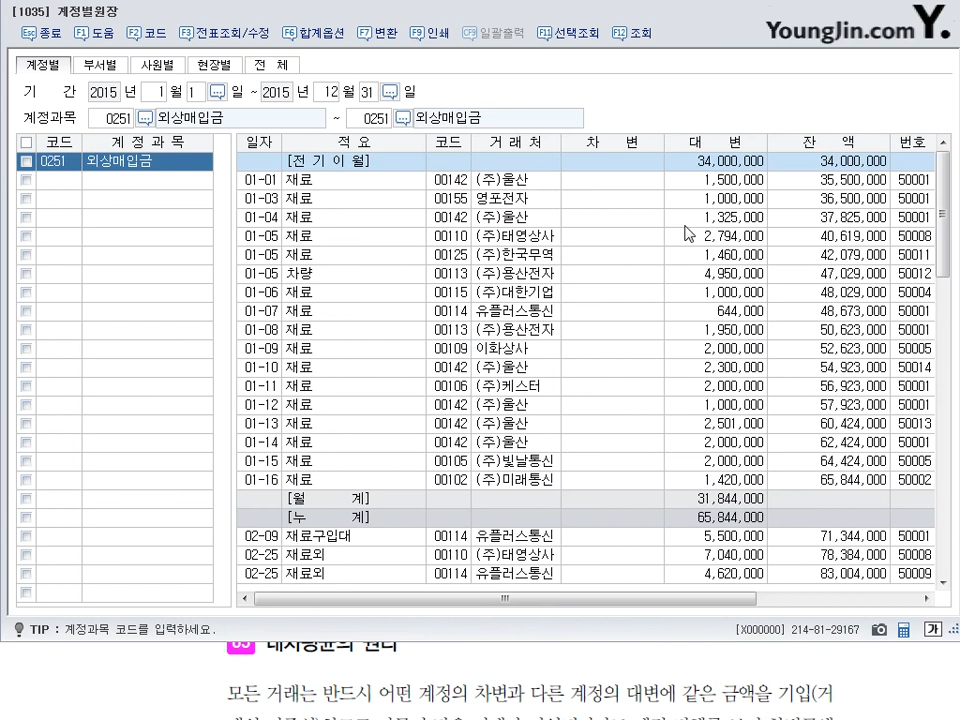 [1035] 계정별원장
YoungJin.com Y.
Esc 종료 F1 도움 F2 코드 F3 전표조회/수정 F6 합계옵션 F7 변환 F9 인쇄 CF9 일괄출력 F11 선택조회 F12 조회
계정별 부서별 사원별 현장별 전 체
기 간 2015 년 1 월 1 일 ~ 2015 년 12 월 31 일
계정과목 0251 외상매입금 ~ 0251 외상매입금
코드 계 정 과 목 일자 적 요 코드 거 래 처 차 변 대 변 잔 액 번호
0251 외상매입금 [전 기 이 월] 34,000,000 34,000,000
01-01 재료 00142 (주)울산 1,500,000 35,500,000 50001
01-03 재료 00155 영포전자 1,000,000 36,500,000 50001
01-04 재료 00142 (주)울산 1,325,000 37,825,000 50001
01-05 재료 00110 (주)태영상사 2,794,000 40,619,000 50008
01-05 재료 00125 (주)한국무역 1,460,000 42,079,000 50011
01-05 차량 00113 (주)용산전자 4,950,000 47,029,000 50012
01-06 재료 00115 (주)대한기업 1,000,000 48,029,000 50004
01-07 재료 00114 유플러스통신 644,000 48,673,000 50001
01-08 재료 00113 (주)용산전자 1,950,000 50,623,000 50001
01-09 재료 00109 이화상사 2,000,000 52,623,000 50005
01-10 재료 00142 (주)울산 2,300,000 54,923,000 50014
01-11 재료 00106 (주)케스터 2,000,000 56,923,000 50001
01-12 재료 00142 (주)울산 1,000,000 57,923,000 50001
01-13 재료 00142 (주)울산 2,501,000 60,424,000 50013
01-14 재료 00142 (주)울산 2,000,000 62,424,000 50001
01-15 재료 00105 (주)빛날통신 2,000,000 64,424,000 50005
01-16 재료 00102 (주)미래통신 1,420,000 65,844,000 50002
[월 계] 31,844,000
[누 계] 65,844,000
02-09 재료구입대 00114 유플러스통신 5,500,000 71,344,000 50001
02-25 재료외 00110 (주)태영상사 7,040,000 78,384,000 50008
02-25 재료외 00114 유플러스통신 4,620,000 83,004,000 50009
TIP : 계정과목 코드를 입력하세요. [X000000] 214-81-29167 가
모든 거래는 반드시 어떤 계정의 차변과 다른 계정의 대변에 같은 금액을 기입(거